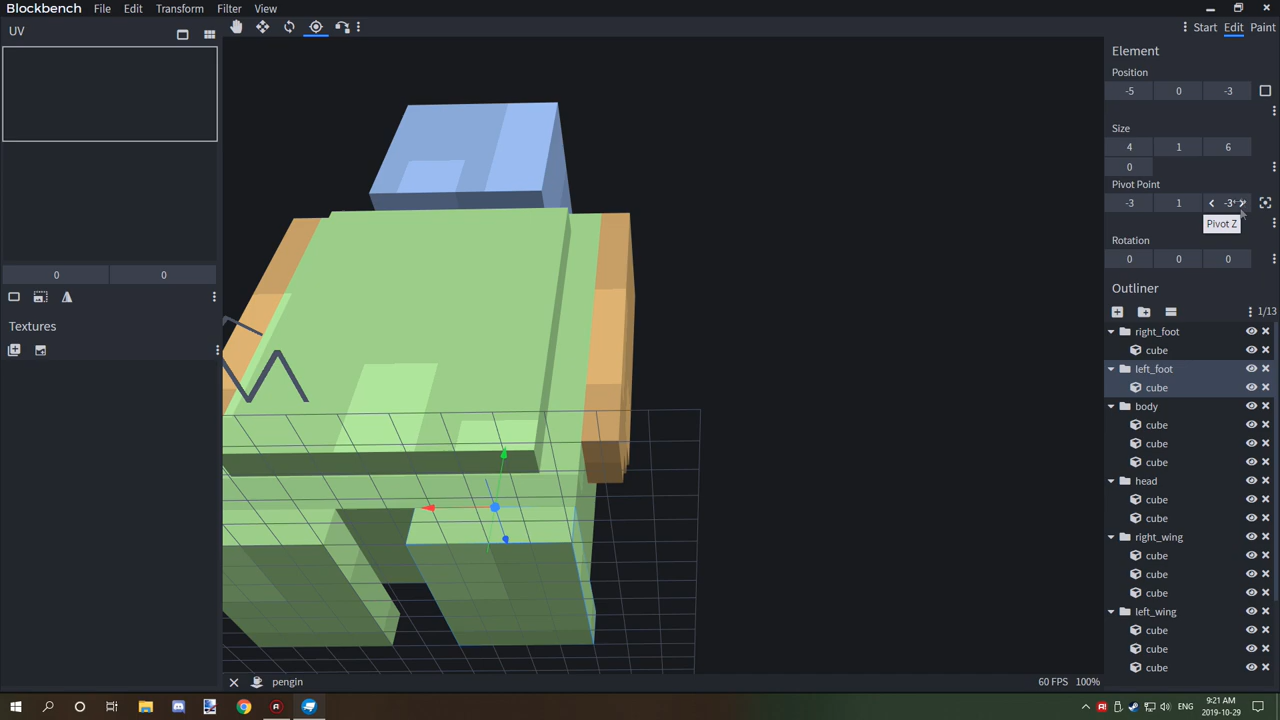 Blockbench File Edit Transform Filter View
UV
Start Edit Paint
Element
Position
-5 0 -3
Size
4 1 6
0
Pivot Point
-3 1
Pivot Z
Rotation
0 0 0
0 0
Outliner
1/13
Textures
right_foot
cube
left_foot
cube
body
cube
cube
cube
head
cube
cube
right_wing
cube
cube
cube
left_wing
cube
cube
cube
pengin 60 FPS 100%
ENG 9:21 AM
2019-10-29